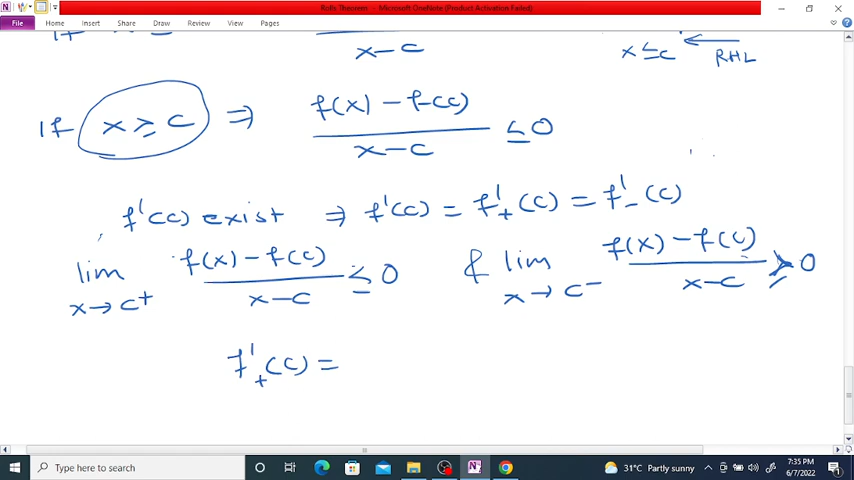 Rolls Theorem - Microsoft OneNote (Product Activation Failed)
File Home Insert Share Draw Review Pages View
If
x-c
x≤c
RHL
If x≥c ⇒ f(x)-f(c)/x-c ≤0
f'(c) exist ⇒ f'(c) = f'₊(c) = f'₋(c)
lim x→c⁺ f(x)-f(c)/x-c ≤0 & lim x→c⁻ f(x)-f(c)/x-c ≥0
f'₊(c) =
Type here to search
31°C Partly sunny
7:35 PM
6/7/2022